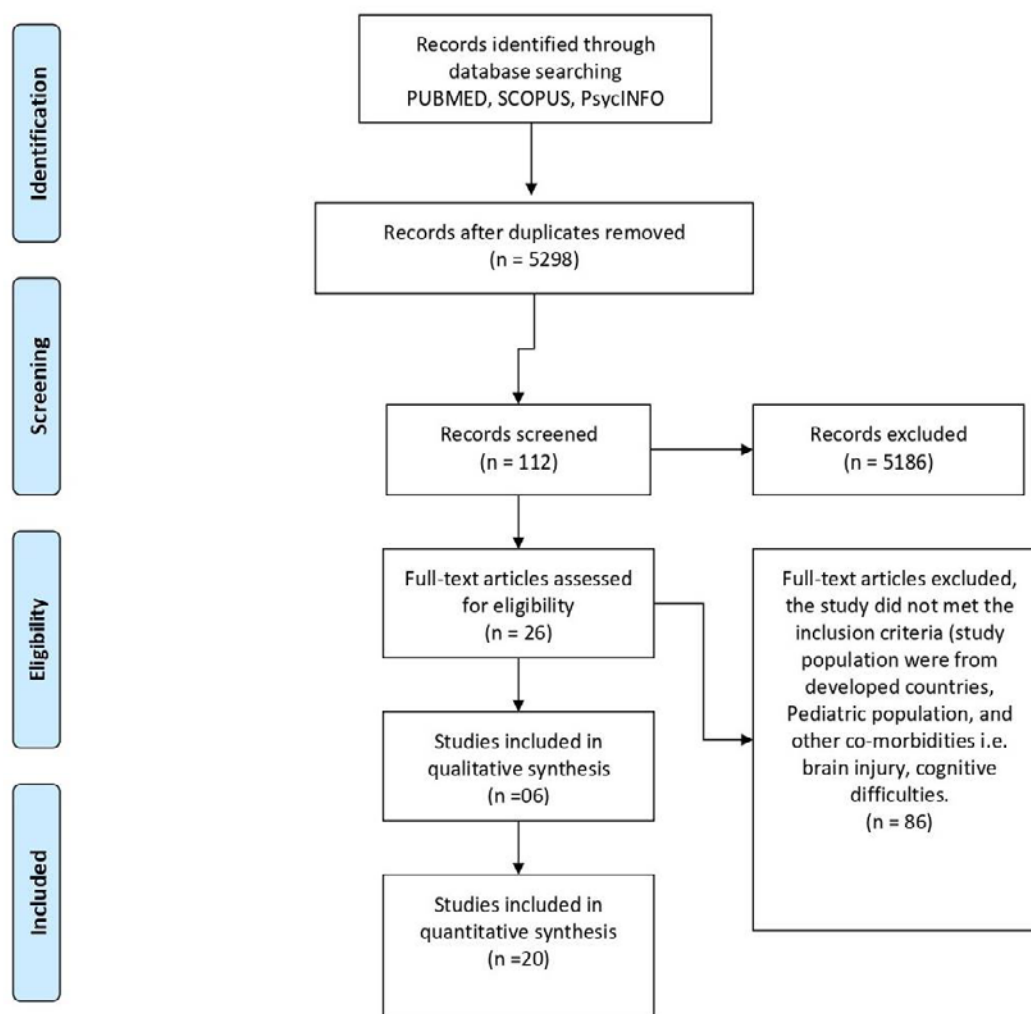 Identification
Records identified through
database searching
PUBMED, SCOPUS, PsycINFO
Records after duplicates removed
(n = 5298)
Screening
Records screened
(n = 112)
Records excluded
(n = 5186)
Eligibility
Full-text articles assessed
for eligibility
(n = 26)
Full-text articles excluded,
the study did not met the
inclusion criteria (study
population were from
developed countries,
Pediatric population, and
other co-morbidities i.e.
brain injury, cognitive
difficulties.
(n = 86)
Studies included in
qualitative synthesis
(n =06)
Included
Studies included in
quantitative synthesis
(n =20)